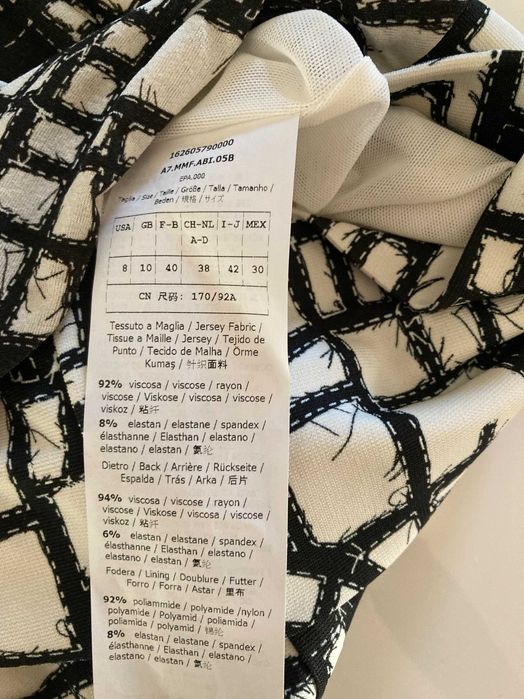 162605790000
A7.MMF.ABI.05B
EPA.000
Taglia / Size / Taille / Größe / Talla / Tamanho /
Beden / 規格 / サイズ
USA GB F-B CH-NL I-J MEX
A-D
8 10 40 38 42 30
CN 尺码: 170/92A
Tessuto a Maglia / Jersey Fabric /
Tissue a Maille / Jersey / Tejido de
Punto / Tecido de Malha / Örme
Kumaş / 针织面料
92% viscosa / viscose / rayon /
viscose / Viskose / viscosa / viscose /
viskoz / 粘纤
8% elastan / elastane / spandex /
élasthanne / Elasthan / elastano /
elastano / elastan / 氨纶
Dietro / Back / Arrière / Rückseite /
Espalda / Trás / Arka / 后片
94% viscosa / viscose / rayon /
viscose / Viskose / viscosa / viscose /
viskoz / 粘纤
6% elastan / elastane / spandex /
élasthanne / Elasthan / elastano /
elastano / elastan / 氨纶
Fodera / Lining / Doublure / Futter /
Forro / Forra / Astar / 里布
92% poliammide / polyamide /nylon /
polyamide / Polyamid / poliamida /
poliamida / polyamid / 锦纶
8% elastan / elastane / spandex /
élasthanne / Elasthan / elastano /
elastano / elastan / 氨纶